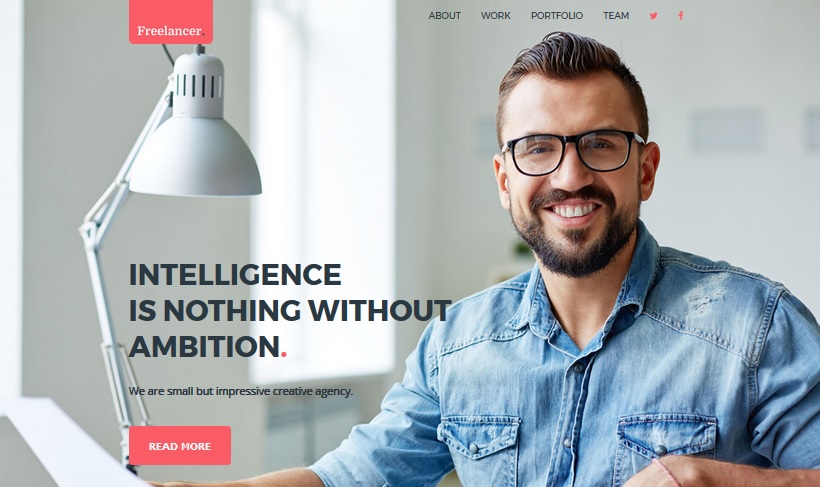 Freelancer.
ABOUT WORK PORTFOLIO TEAM
INTELLIGENCE
IS NOTHING WITHOUT
AMBITION.
We are small but impressive creative agency.
READ MORE